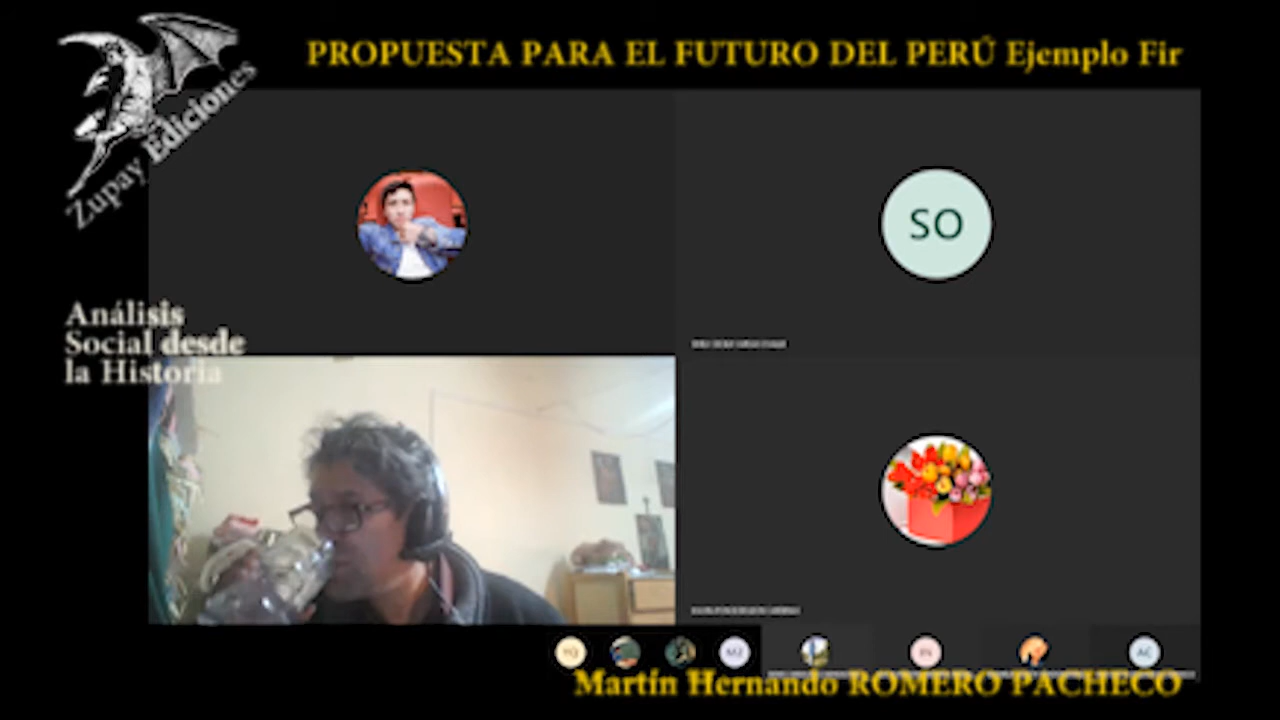 PROPUESTA PARA EL FUTURO DEL PERÚ Ejemplo Fir
Zupay Ediciones
SO
Análisis
Social desde
la Historia
Martín Hernando ROMERO PACHECO